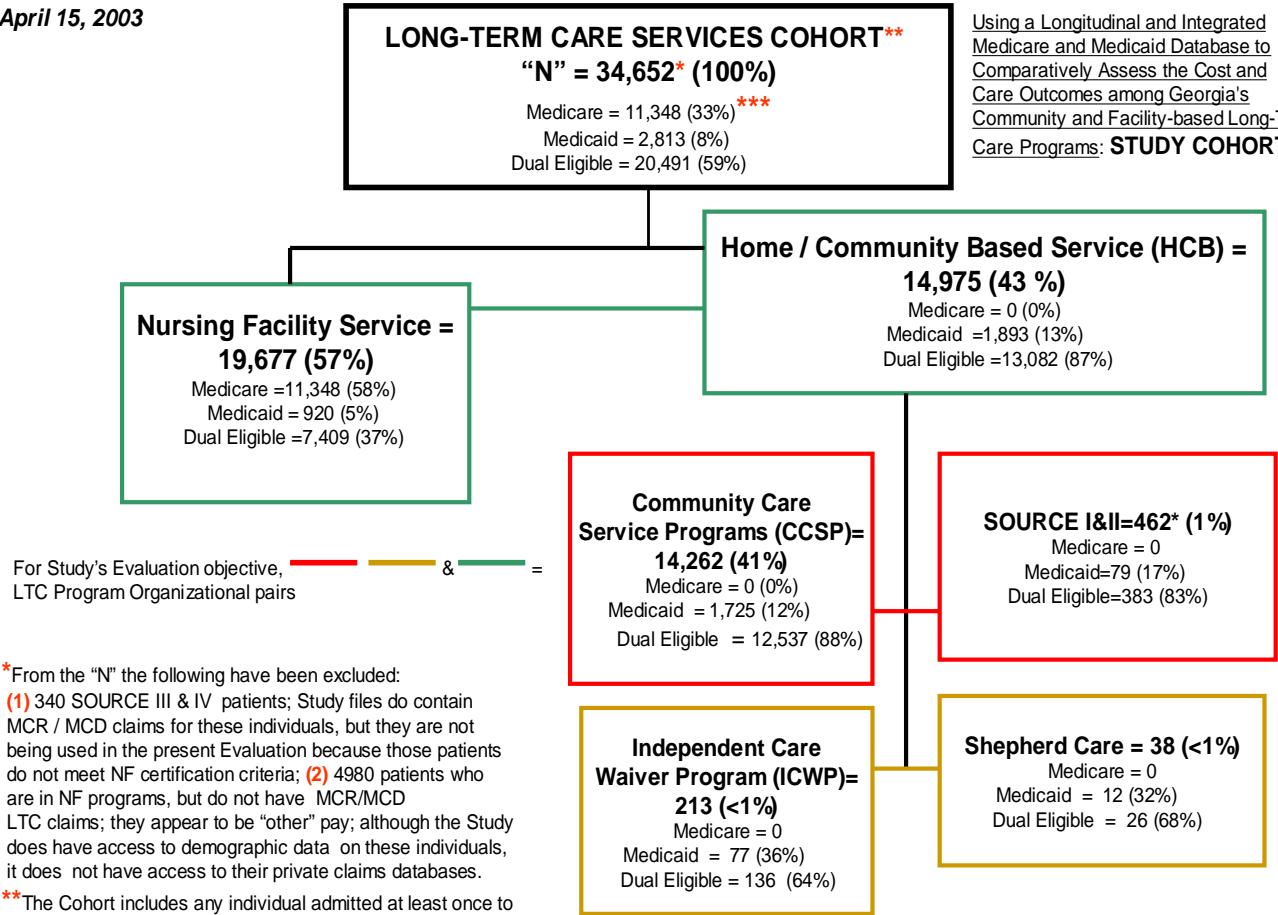 April 15, 2003
LONG-TERM CARE SERVICES COHORT**
“N” = 34,652* (100%)
Medicare = 11,348 (33%)***
Medicaid = 2,813 (8%)
Dual Eligible = 20,491 (59%)
Using a Longitudinal and Integrated
Medicare and Medicaid Database to
Comparatively Assess the Cost and
Care Outcomes among Georgia's
Community and Facility-based Long-
Care Programs: STUDY COHORT
Home / Community Based Service (HCB) =
14,975 (43 %)
Medicare = 0 (0%)
Medicaid =1,893 (13%)
Dual Eligible =13,082 (87%)
Nursing Facility Service =
19,677 (57%)
Medicare =11,348 (58%)
Medicaid = 920 (5%)
Dual Eligible =7,409 (37%)
Community Care
Service Programs (CCSP)=
14,262 (41%)
Medicare = 0 (0%)
Medicaid = 1,725 (12%)
Dual Eligible = 12,537 (88%)
SOURCE I&II=462* (1%)
Medicare = 0
Medicaid=79 (17%)
Dual Eligible=383 (83%)
For Study's Evaluation objective, & =
LTC Program Organizational pairs
Independent Care
Waiver Program (ICWP)=
213 (<1%)
Medicare = 0
Medicaid = 77 (36%)
Dual Eligible = 136 (64%)
Shepherd Care = 38 (<1%)
Medicare = 0
Medicaid = 12 (32%)
Dual Eligible = 26 (68%)
*From the “N” the following have been excluded:
(1) 340 SOURCE III & IV patients; Study files do contain
MCR / MCD claims for these individuals, but they are not
being used in the present Evaluation because those patients
do not meet NF certification criteria; (2) 4980 patients who
are in NF programs, but do not have MCR/MCD
LTC claims; they appear to be “other” pay; although the Study
does have access to demographic data on these individuals,
it does not have access to their private claims databases.
**The Cohort includes any individual admitted at least once to